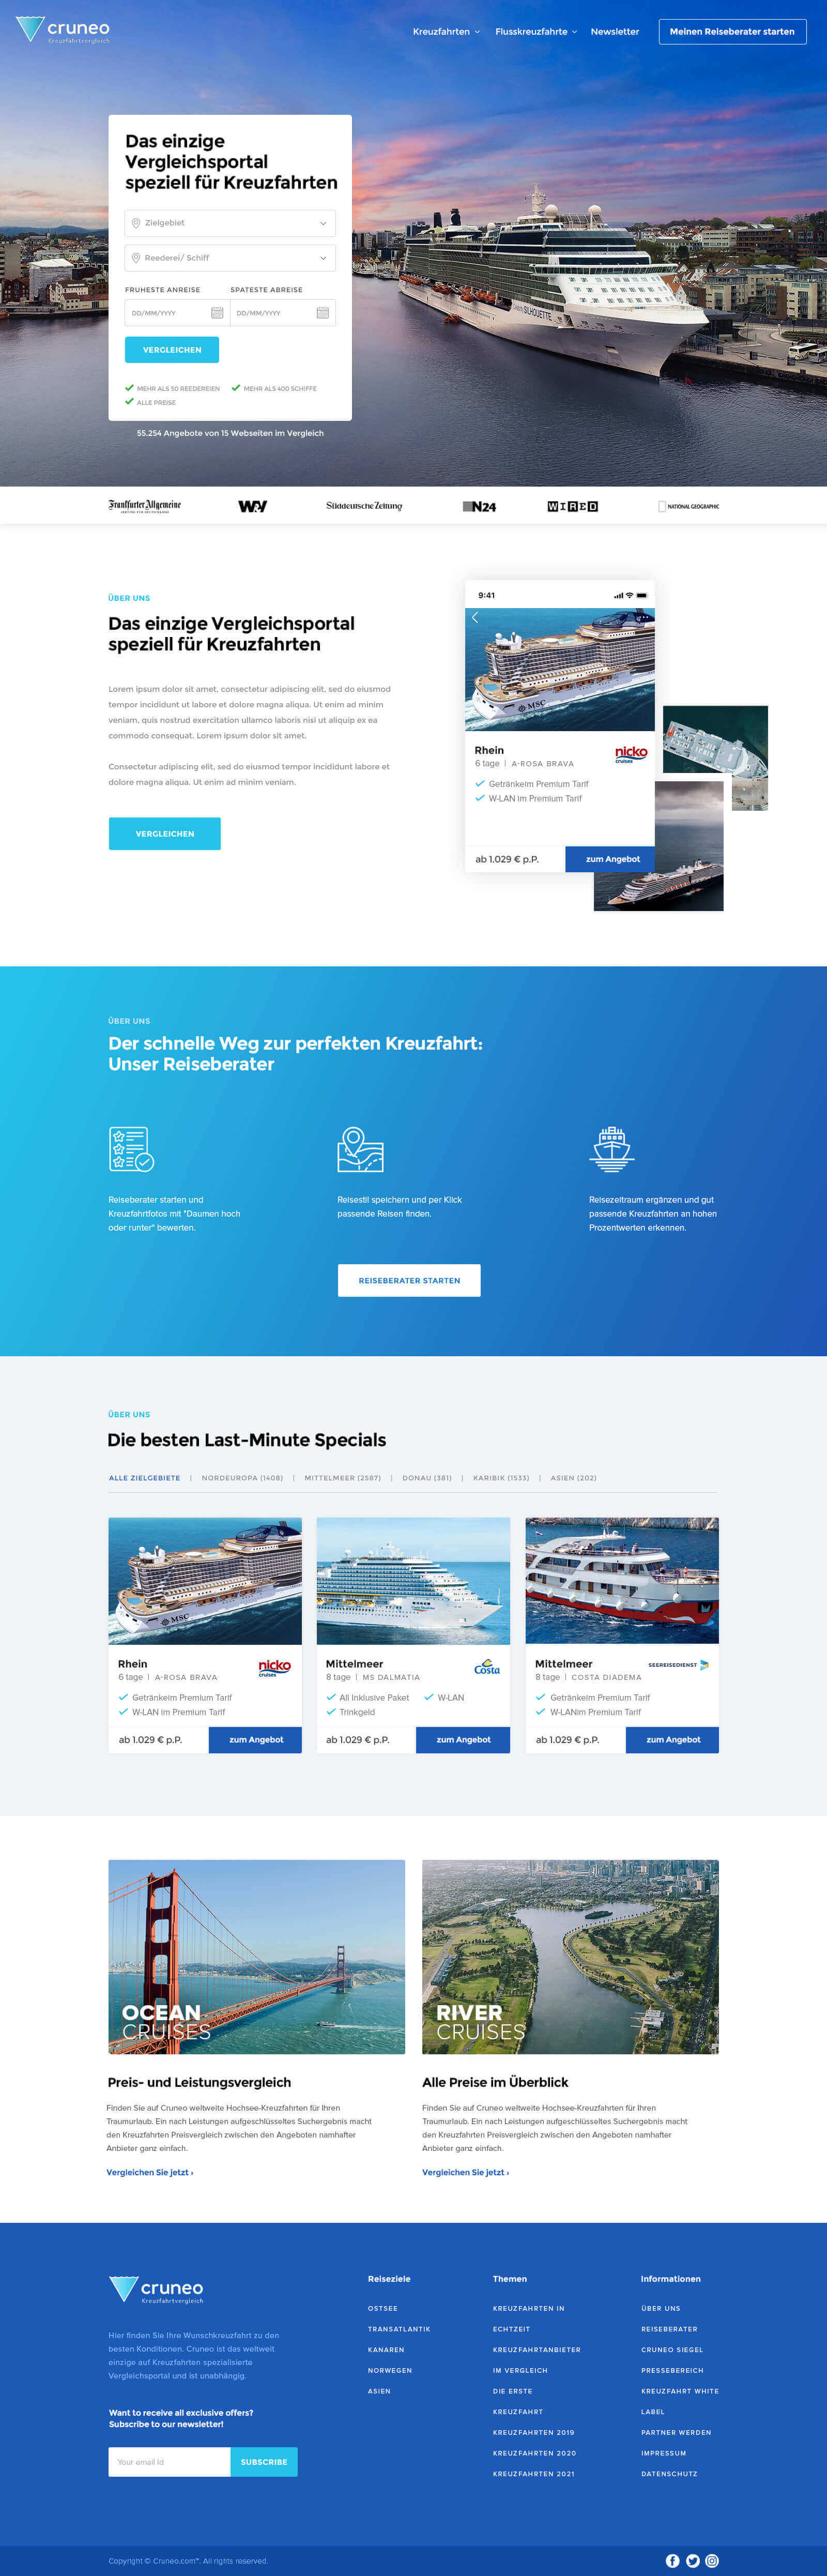 cruneo
Kreuzfahrtvergleich
Kreuzfahrten
Flusskreuzfahrte
Newsletter
Meinen Reiseberater starten
Das einzige
Vergleichsportal
speziell für Kreuzfahrten
Zielgebiet
Reederei/ Schiff
FRUHESTE ANREISE
SPATESTE ABREISE
DD/MM/YYYY
DD/MM/YYYY
VERGLEICHEN
MEHR ALS 50 REEDEREIEN
MEHR ALS 400 SCHIFFE
ALLE PREISE
55.254 Angebote von 15 Webseiten im Vergleich
SILHOUETTE
Frankfurter Allgemeine
ZEITUNG FÜR DEUTSCHLAND
W&V
Süddeutsche Zeitung
N24
WIRED
NATIONAL GEOGRAPHIC
ÜBER UNS
Das einzige Vergleichsportal
speziell für Kreuzfahrten
Lorem ipsum dolor sit amet, consectetur adipiscing elit, sed do eiusmod
tempor incididunt ut labore et dolore magna aliqua. Ut enim ad minim
veniam, quis nostrud exercitation ullamco laboris nisi ut aliquip ex ea
commodo consequat. Lorem ipsum dolor sit amet.
Consectetur adipiscing elit, sed do eiusmod tempor incididunt labore et
dolore magna aliqua. Ut enim ad minim veniam.
VERGLEICHEN
9:41
MSC
Rhein
nicko
cruises
6 tage | A-ROSA BRAVA
Getränkeim Premium Tarif
W-LAN im Premium Tarif
ab 1.029 € p.P.
zum Angebot
ÜBER UNS
Der schnelle Weg zur perfekten Kreuzfahrt:
Unser Reiseberater
Reiseberater starten und
Kreuzfahrtfotos mit "Daumen hoch
oder runter" bewerten.
Reisestil speichern und per Klick
passende Reisen finden.
Reisezeitraum ergänzen und gut
passende Kreuzfahrten an hohen
Prozentwerten erkennen.
REISEBERATER STARTEN
ÜBER UNS
Die besten Last-Minute Specials
ALLE ZIELGEBIETE | NORDEUROPA (1408) | MITTELMEER (2587) | DONAU (381) | KARIBIK (1533) | ASIEN (202)
MSC
Rhein
nicko
cruises
6 tage | A-ROSA BRAVA
Getränkeim Premium Tarif
W-LAN im Premium Tarif
ab 1.029 € p.P.
zum Angebot
Mittelmeer
Costa
8 tage | MS DALMATIA
All Inklusive Paket
W-LAN
Trinkgeld
ab 1.029 € p.P.
zum Angebot
Mittelmeer
SEEREISEDIENST
8 tage | COSTA DIADEMA
Getränkeim Premium Tarif
W-LANim Premium Tarif
ab 1.029 € p.P.
zum Angebot
OCEAN
CRUISES
RIVER
CRUISES
Preis- und Leistungsvergleich
Finden Sie auf Cruneo weltweite Hochsee-Kreuzfahrten für Ihren
Traumurlaub. Ein nach Leistungen aufgeschlüsseltes Suchergebnis macht
den Kreuzfahrten Preisvergleich zwischen den Angeboten namhafter
Anbieter ganz einfach.
Vergleichen Sie jetzt ›
Alle Preise im Überblick
Finden Sie auf Cruneo weltweite Hochsee-Kreuzfahrten für Ihren
Traumurlaub. Ein nach Leistungen aufgeschlüsseltes Suchergebnis macht
den Kreuzfahrten Preisvergleich zwischen den Angeboten namhafter
Anbieter ganz einfach.
Vergleichen Sie jetzt ›
cruneo
Kreuzfahrtvergleich
Hier finden Sie Ihre Wunschkreuzfahrt zu den
besten Konditionen. Cruneo ist das weltweit
einzige auf Kreuzfahrten spezialisierte
Vergleichsportal und ist unabhängig.
Want to receive all exclusive offers?
Subscribe to our newsletter!
Your email Id
SUBSCRIBE
Reiseziele
OSTSEE
TRANSATLANTIK
KANAREN
NORWEGEN
ASIEN
Themen
KREUZFAHRTEN IN
ECHTZEIT
KREUZFAHRTANBIETER
IM VERGLEICH
DIE ERSTE
KREUZFAHRT
KREUZFAHRTEN 2019
KREUZFAHRTEN 2020
KREUZFAHRTEN 2021
Informationen
ÜBER UNS
REISEBERATER
CRUNEO SIEGEL
PRESSEBEREICH
KREUZFAHRT WHITE
LABEL
PARTNER WERDEN
IMPRESSUM
DATENSCHUTZ
Copyright © Cruneo.com™. All rights reserved.